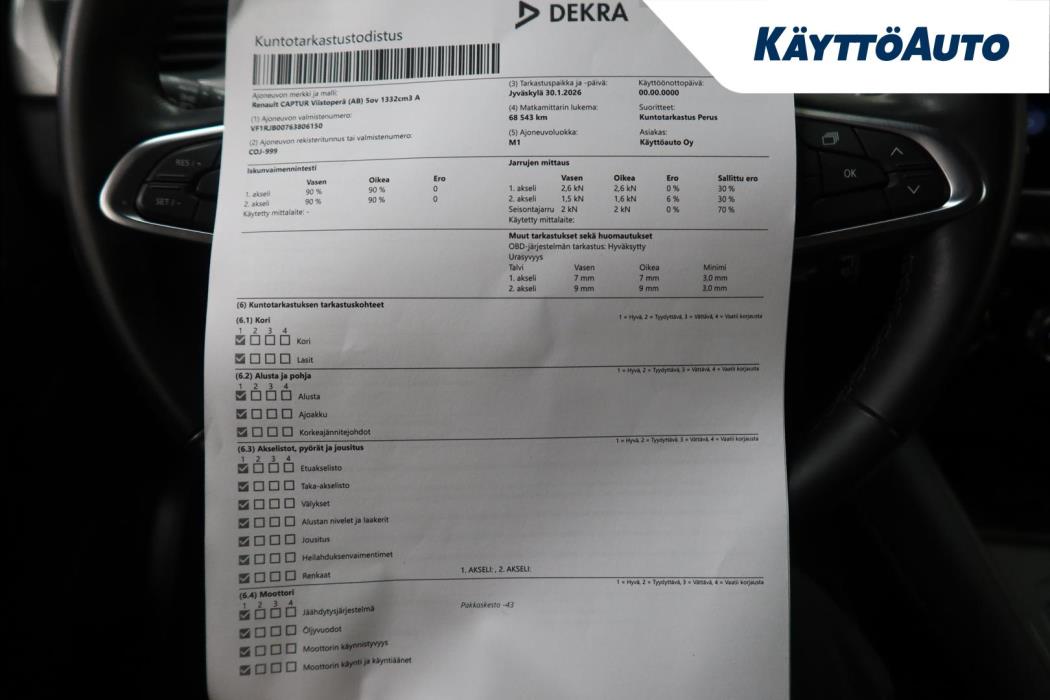 DEKRA
KÄYTTÖAUTO
Kuntotarkastustodistus
Ajoneuvon merkki ja malli:
Renault CAPTUR Viistoperä (AB) 5ov 1332cm3 A
(1) Ajoneuvon valmistenumero:
VF1RJB00763806150
(2) Ajoneuvon rekisteritunnus tai valmistenumero:
COJ-999
(3) Tarkastuspaikka ja -päivä:
Jyväskylä 30.1.2026
(4) Matkamittarin lukema:
68 543 km
(5) Ajoneuvoluokka:
M1
Käyttöönottopäivä:
00.00.0000
Suoritteet:
Kuntotarkastus Perus
Asiakas:
Käyttöauto Oy
Iskunvaimennintesti
Vasen Oikea Ero
1. akseli 90 % 90 % 0
2. akseli 90 % 90 % 0
Käytetty mittalaite: -
Jarrujen mittaus
Vasen Oikea Ero Sallittu ero
1. akseli 2,6 kN 2,6 kN 0 % 30 %
2. akseli 1,5 kN 1,6 kN 6 % 30 %
Seisontajarru 2 kN 2 kN 0 % 70 %
Käytetty mittalaite:
Muut tarkastukset sekä huomautukset
OBD-järjestelmän tarkastus: Hyväksytty
Urasyvyys
Talvi Vasen Oikea Minimi
1. akseli 7 mm 7 mm 3.0 mm
2. akseli 9 mm 9 mm 3.0 mm
(6) Kuntotarkastuksen tarkastuskohteet
(6.1) Kori
1 = Hyvä, 2 = Tyydyttävä, 3 = Välttävä, 4 = Vaatii korjausta
1 2 3 4
Kori
Lasit
(6.2) Alusta ja pohja
1 = Hyvä, 2 = Tyydyttävä, 3 = Välttävä, 4 = Vaatii korjausta
1 2 3 4
Alusta
Ajoakku
Korkeajännitejohdot
(6.3) Akselistot, pyörät ja jousitus
1 = Hyvä, 2 = Tyydyttävä, 3 = Välttävä, 4 = Vaatii korjausta
1 2 3 4
Etuakselisto
Taka-akselisto
Välykset
Alustan nivelet ja laakerit
Jousitus
Heilahduksenvaimentimet
Renkaat 1. AKSELI: , 2. AKSELI:
(6.4) Moottori
1 = Hyvä, 2 = Tyydyttävä, 3 = Välttävä, 4 = Vaatii korjausta
1 2 3 4
Jäähdytysjärjestelmä Pakkaskesto -43
Öljyvuodot
Moottorin käynnistyvyys
Moottorin käynti ja käyntiäänet
RES / -
SET / -
OK